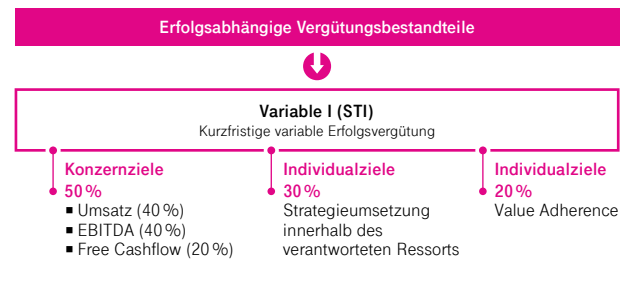 Erfolgsabhängige Vergütungsbestandteile
Variable I (STI)
Kurzfristige variable Erfolgsvergütung
Konzernziele
50 %
▪ Umsatz (40 %)
▪ EBITDA (40 %)
▪ Free Cashflow (20 %)
Individualziele
30 %
Strategieumsetzung
innerhalb des
verantworteten Ressorts
Individualziele
20 %
Value Adherence